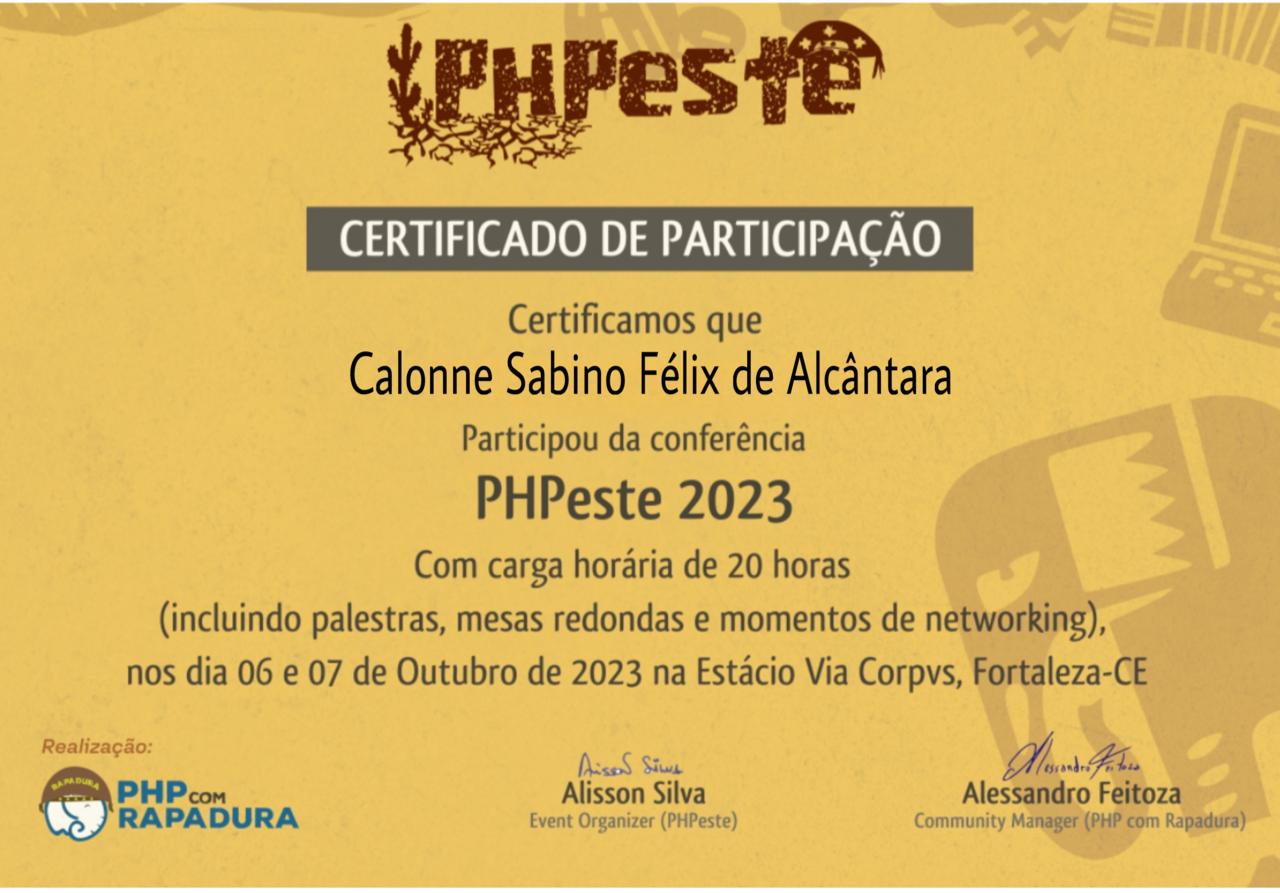 PHPeste
CERTIFICADO DE PARTICIPAÇÃO
Certificamos que
Calonne Sabino Félix de Alcântara
Participou da conferência
PHPeste 2023
Com carga horária de 20 horas
(incluindo palestras, mesas redondas e momentos de networking),
nos dia 06 e 07 de Outubro de 2023 na Estácio Via Corpvs, Fortaleza-CE
Realização:
RAPADURA
PHP COM
RAPADURA
Alisson Silva
Alisson Silva
Event Organizer (PHPeste)
Alessandro Feitoza
Alessandro Feitoza
Community Manager (PHP com Rapadura)